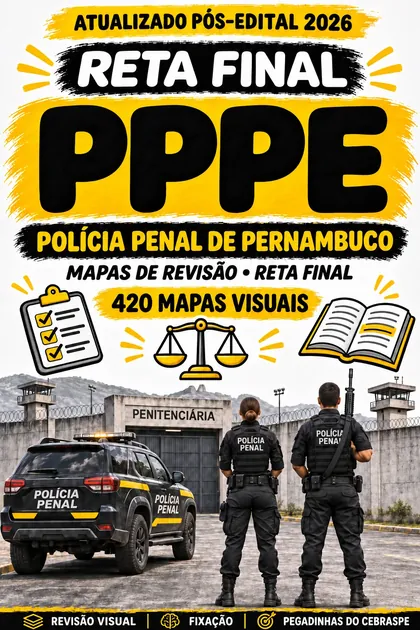 ATUALIZADO PÓS-EDITAL 2026
RETA FINAL
PPPE
POLÍCIA PENAL DE PERNAMBUCO
MAPAS DE REVISÃO • RETA FINAL
420 MAPAS VISUAIS
PENITENCIÁRIA
POLÍCIA
PENAL
POLÍCIA
PENAL
POLÍCIA
PENAL
POLÍCIA
PENAL
REVISÃO VISUAL | FIXAÇÃO | PEGADINHAS DO CEBRASPE